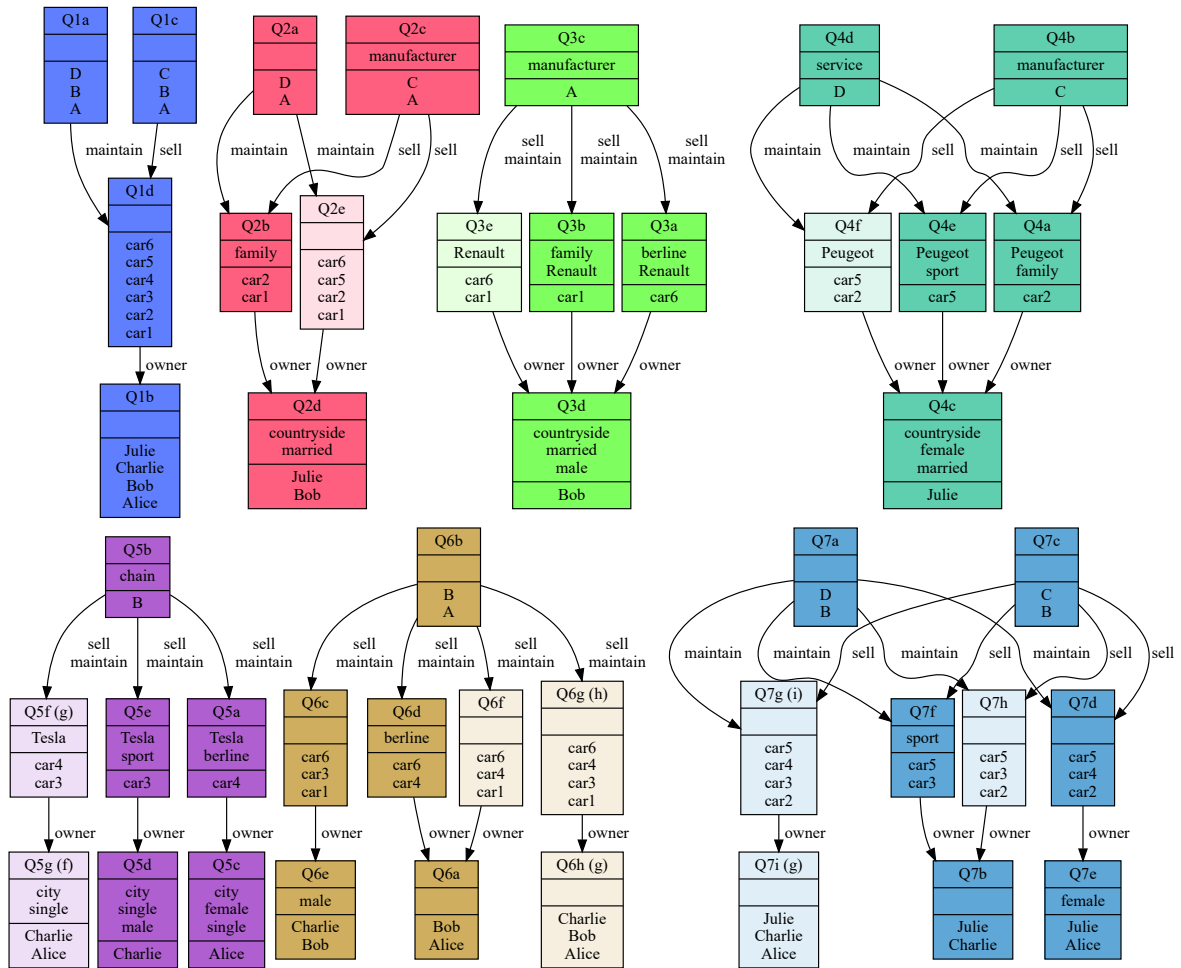 Q1a
D
B
A
Q1c
C
B
A
maintain
sell
Q1d
car6
car5
car4
car3
car2
car1
owner
Q1b
Julie
Charlie
Bob
Alice
Q2a
D
A
Q2c
manufacturer
C
A
maintain
maintain
sell
sell
Q2b
family
car2
car1
Q2e
car6
car5
car2
car1
owner
owner
Q2d
countryside
married
Julie
Bob
Q3c
manufacturer
A
sell
maintain
sell
maintain
sell
maintain
Q3e
Renault
car6
car1
Q3b
family
Renault
car1
Q3a
berline
Renault
car6
owner
owner
owner
Q3d
countryside
married
male
Bob
Q4d
service
D
Q4b
manufacturer
C
maintain
maintain
sell
maintain
sell
sell
Q4f
Peugeot
car5
car2
Q4e
Peugeot
sport
car5
Q4a
Peugeot
family
car2
owner
owner
owner
Q4c
countryside
female
married
Julie
Q5b
chain
B
sell
maintain
sell
maintain
sell
maintain
Q5f (g)
Tesla
car4
car3
Q5e
Tesla
sport
car3
Q5a
Tesla
berline
car4
owner
owner
owner
Q5g (f)
city
single
Charlie
Alice
Q5d
city
single
male
Charlie
Q5c
city
female
single
Alice
Q6b
B
A
sell
maintain
sell
maintain
sell
maintain
sell
maintain
Q6c
car6
car3
car1
Q6d
berline
car6
car4
Q6f
car6
car4
car1
Q6g (h)
car6
car4
car3
car1
owner
owner
owner
owner
Q6e
male
Charlie
Bob
Q6a
Bob
Alice
Q6h (g)
Charlie
Bob
Alice
Q7a
D
B
Q7c
C
B
maintain
maintain
sell
maintain
sell
maintain
sell
sell
Q7g (i)
car5
car4
car3
car2
Q7f
sport
car5
car3
Q7h
car5
car3
car2
Q7d
car5
car4
car2
owner
owner
owner
owner
Q7i (g)
Julie
Charlie
Alice
Q7b
Julie
Charlie
Q7e
female
Julie
Alice